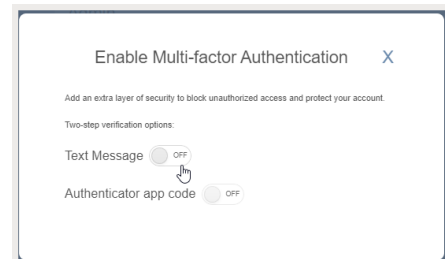 Enable Multi-factor Authentication X
Add an extra layer of security to block unauthorized access and protect your account.
Two-step verification options:
Text Message OFF
Authenticator app code OFF